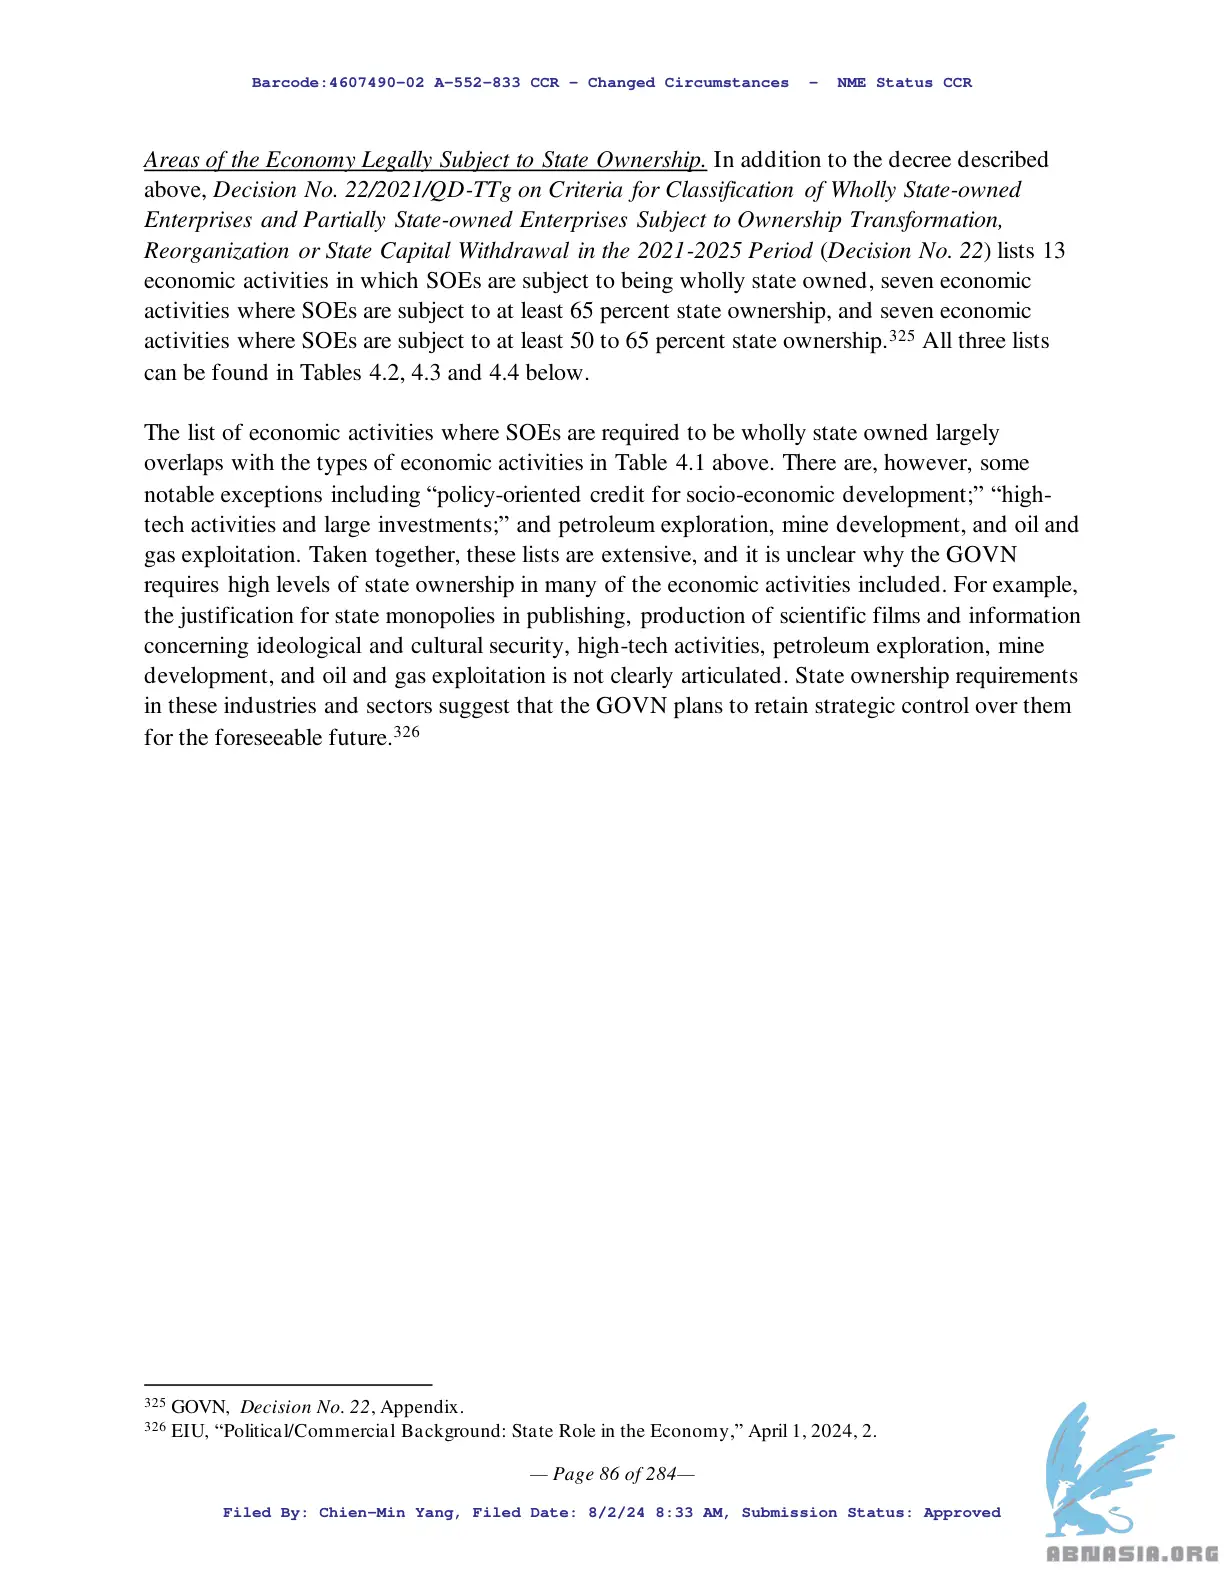 Barcode:4607490-02 A-552-833 CCR - Changed Circumstances  -  NME Status CCR
Areas of the Economy Legally Subject to State Ownership. In addition to the decree described
above, Decision No. 22/2021/QD-TTg on Criteria for Classification of Wholly State-owned
Enterprises and Partially State-owned Enterprises Subject to Ownership Transformation,
Reorganization or State Capital Withdrawal in the 2021-2025 Period (Decision No. 22) lists 13
economic activities in which SOEs are subject to being wholly state owned, seven economic
activities where SOEs are subject to at least 65 percent state ownership, and seven economic
activities where SOEs are subject to at least 50 to 65 percent state ownership.325 All three lists
can be found in Tables 4.2, 4.3 and 4.4 below.
The list of economic activities where SOEs are required to be wholly state owned largely
overlaps with the types of economic activities in Table 4.1 above. There are, however, some
notable exceptions including “policy-oriented credit for socio-economic development;” “high-
tech activities and large investments;” and petroleum exploration, mine development, and oil and
gas exploitation. Taken together, these lists are extensive, and it is unclear why the GOVN
requires high levels of state ownership in many of the economic activities included. For example,
the justification for state monopolies in publishing, production of scientific films and information
concerning ideological and cultural security, high-tech activities, petroleum exploration, mine
development, and oil and gas exploitation is not clearly articulated. State ownership requirements
in these industries and sectors suggest that the GOVN plans to retain strategic control over them
for the foreseeable future.326
325 GOVN, Decision No. 22, Appendix.
326 EIU, “Political/Commercial Background: State Role in the Economy,” April 1, 2024, 2.
— Page 86 of 284—
Filed By: Chien-Min Yang, Filed Date: 8/2/24 8:33 AM, Submission Status: Approved
ABNASIA.ORG